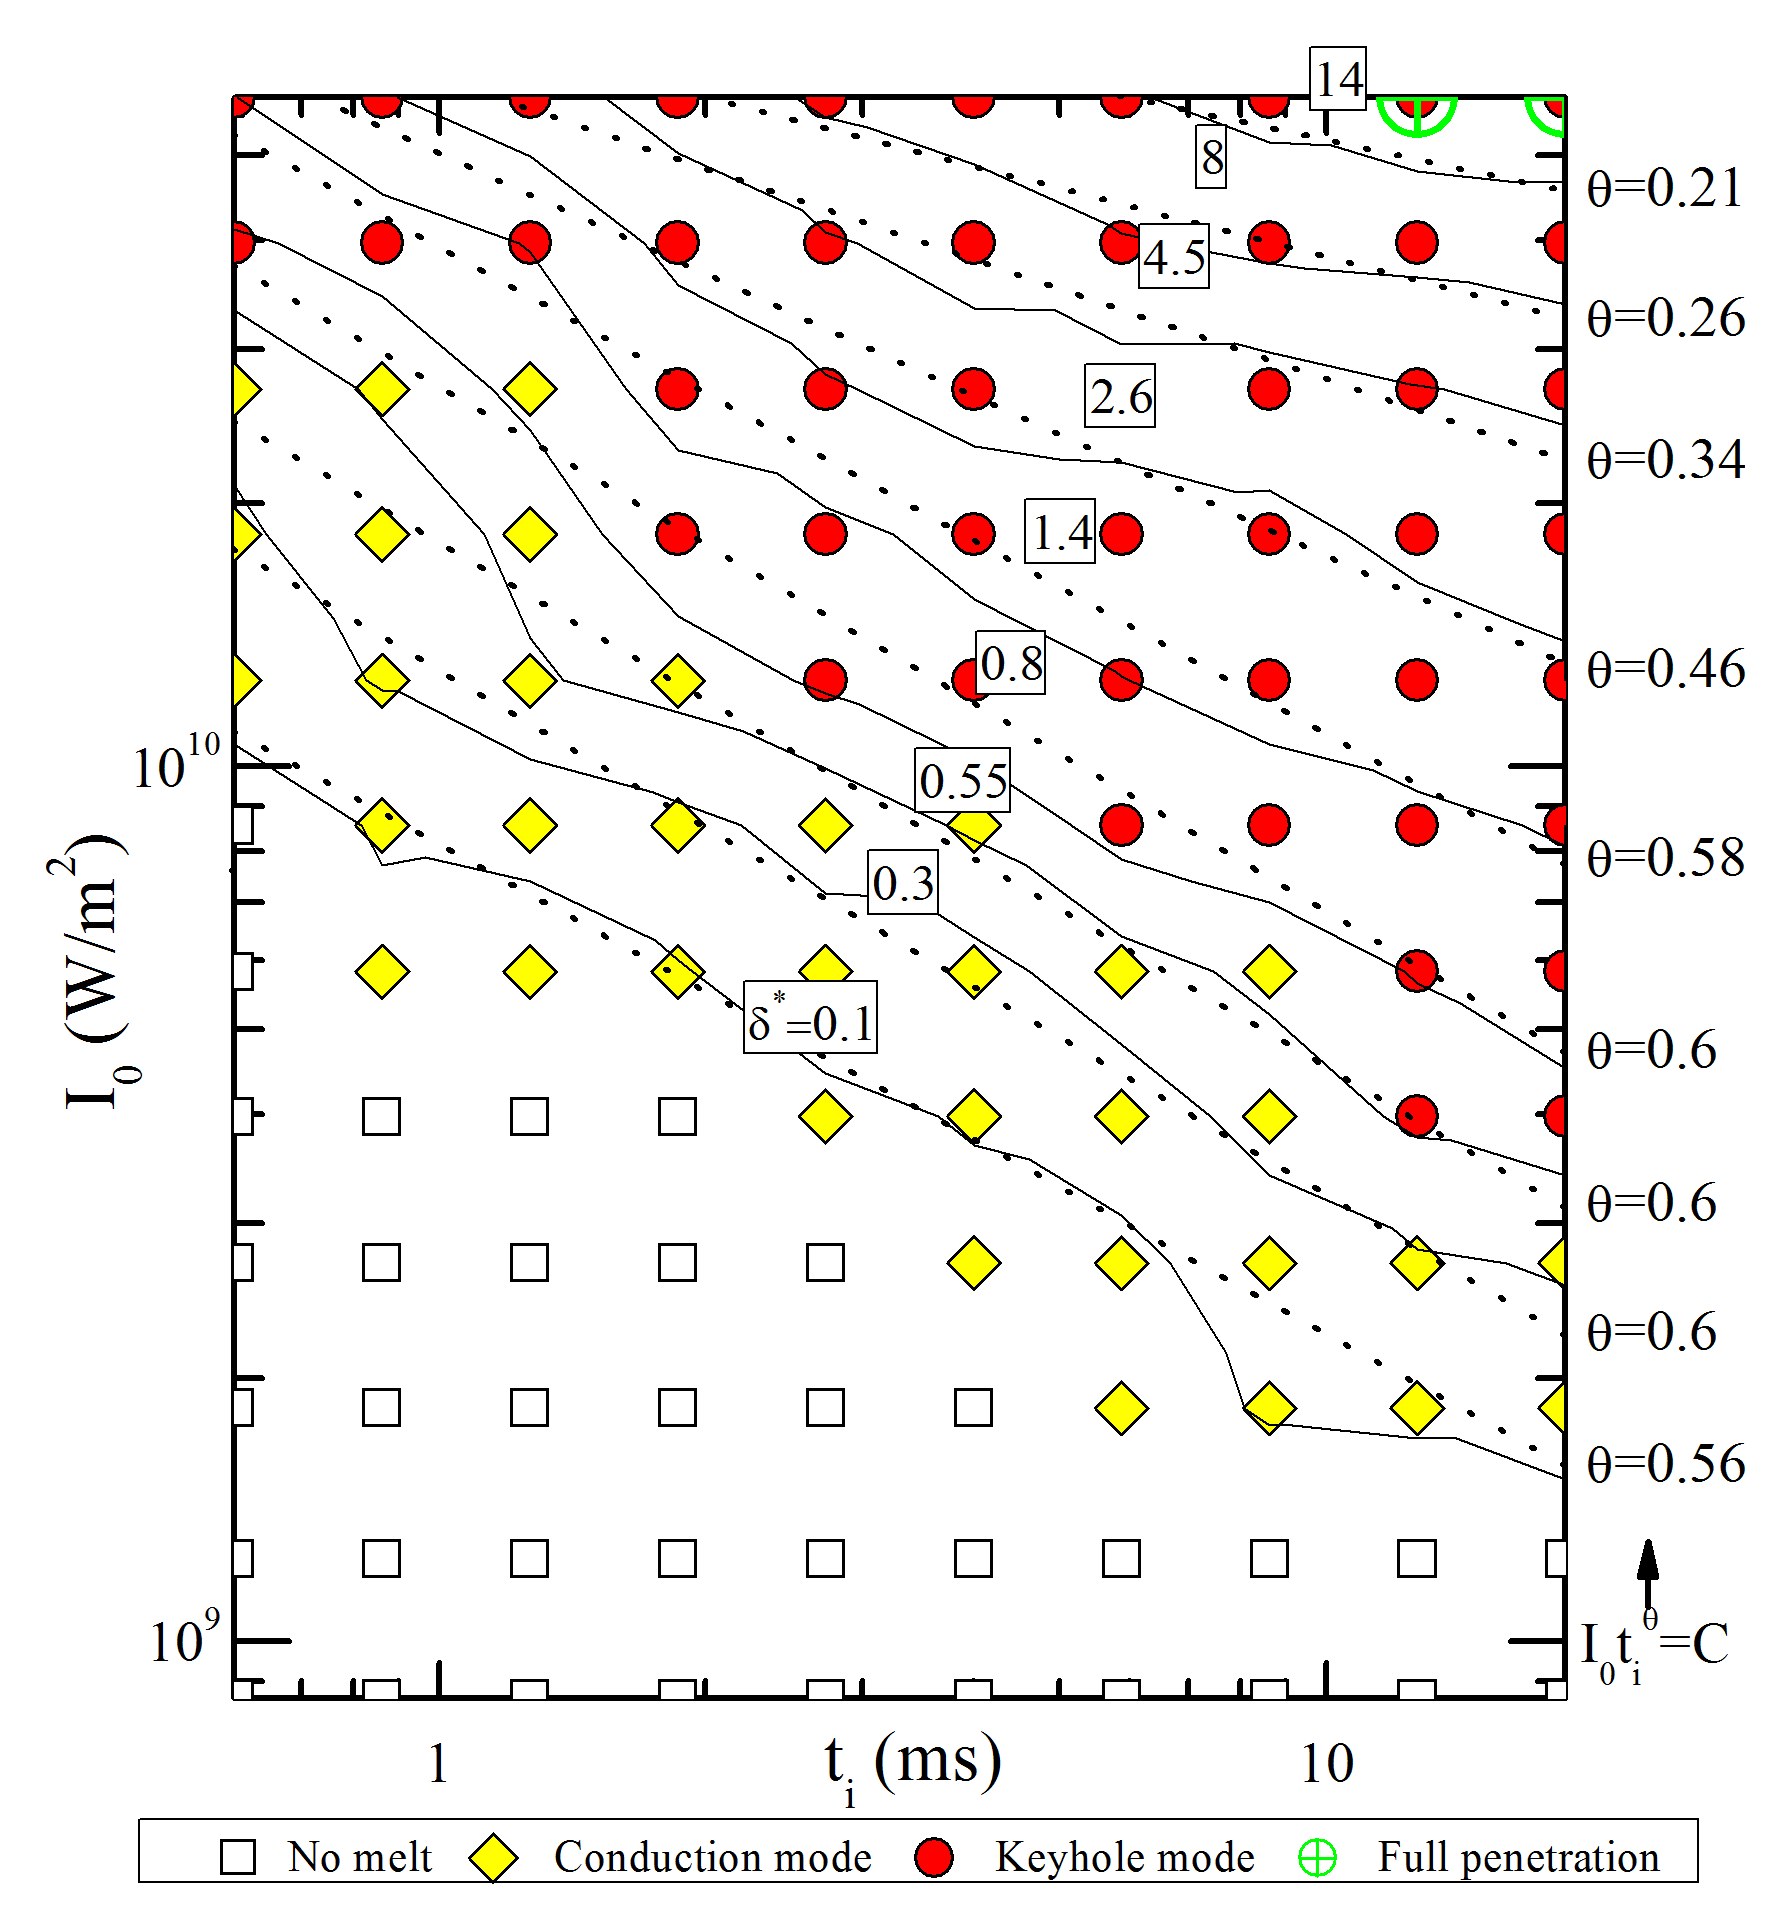 14
8
θ=0.21
4.5
θ=0.26
2.6
θ=0.34
1.4
0.8
θ=0.46
10^10
0.55
0.3
θ=0.58
I_0 (W/m^2)
δ^*=0.1
θ=0.6
θ=0.6
θ=0.6
θ=0.56
10^9
I_0 t_i^θ=C
1
t_i (ms)
10
No melt Conduction mode Keyhole mode Full penetration